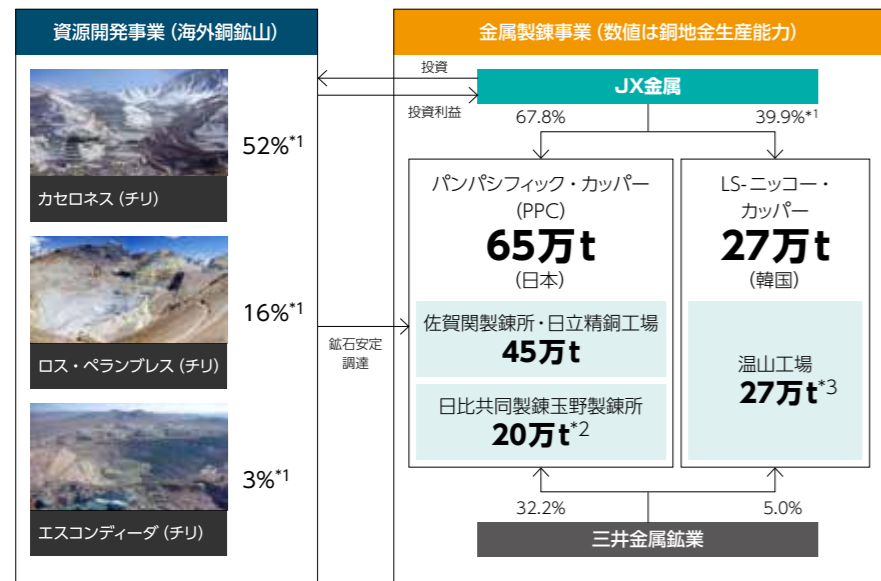 資源開発事業（海外銅鉱山）
52%*1
カセロネス（チリ）
16%*1
ロス・ペランブレス（チリ）
3%*1
エスコンディーダ（チリ）
投資
投資利益
鉱石安定
調達
金属製錬事業（数値は銅地金生産能力）
JX金属
67.8%
39.9%*1
パンパシフィック・カッパー
(PPC)
65万t
(日本)
佐賀関製錬所・日立精銅工場
45万t
日比共同製錬玉野製錬所
20万t*2
LS-ニッコー・
カッパー
27万t
(韓国)
温山工場
27万t*3
32.2%
5.0%
三井金属鉱業